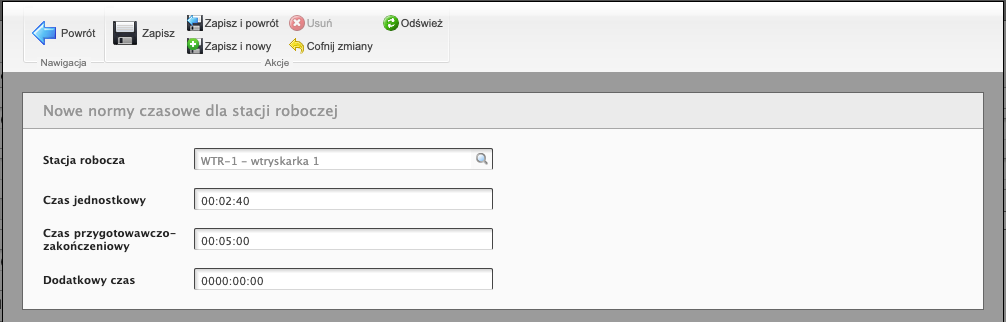 Powrót
Zapisz
Zapisz i powrót
Usuń
Odśwież
Zapisz i nowy
Cofnij zmiany
Nawigacja
Akcje
Nowe normy czasowe dla stacji roboczej
Stacja robocza
WTR-1 - wtryskarka 1
Czas jednostkowy
00:02:40
Czas przygotowawczo-
zakończeniowy
00:05:00
Dodatkowy czas
0000:00:00